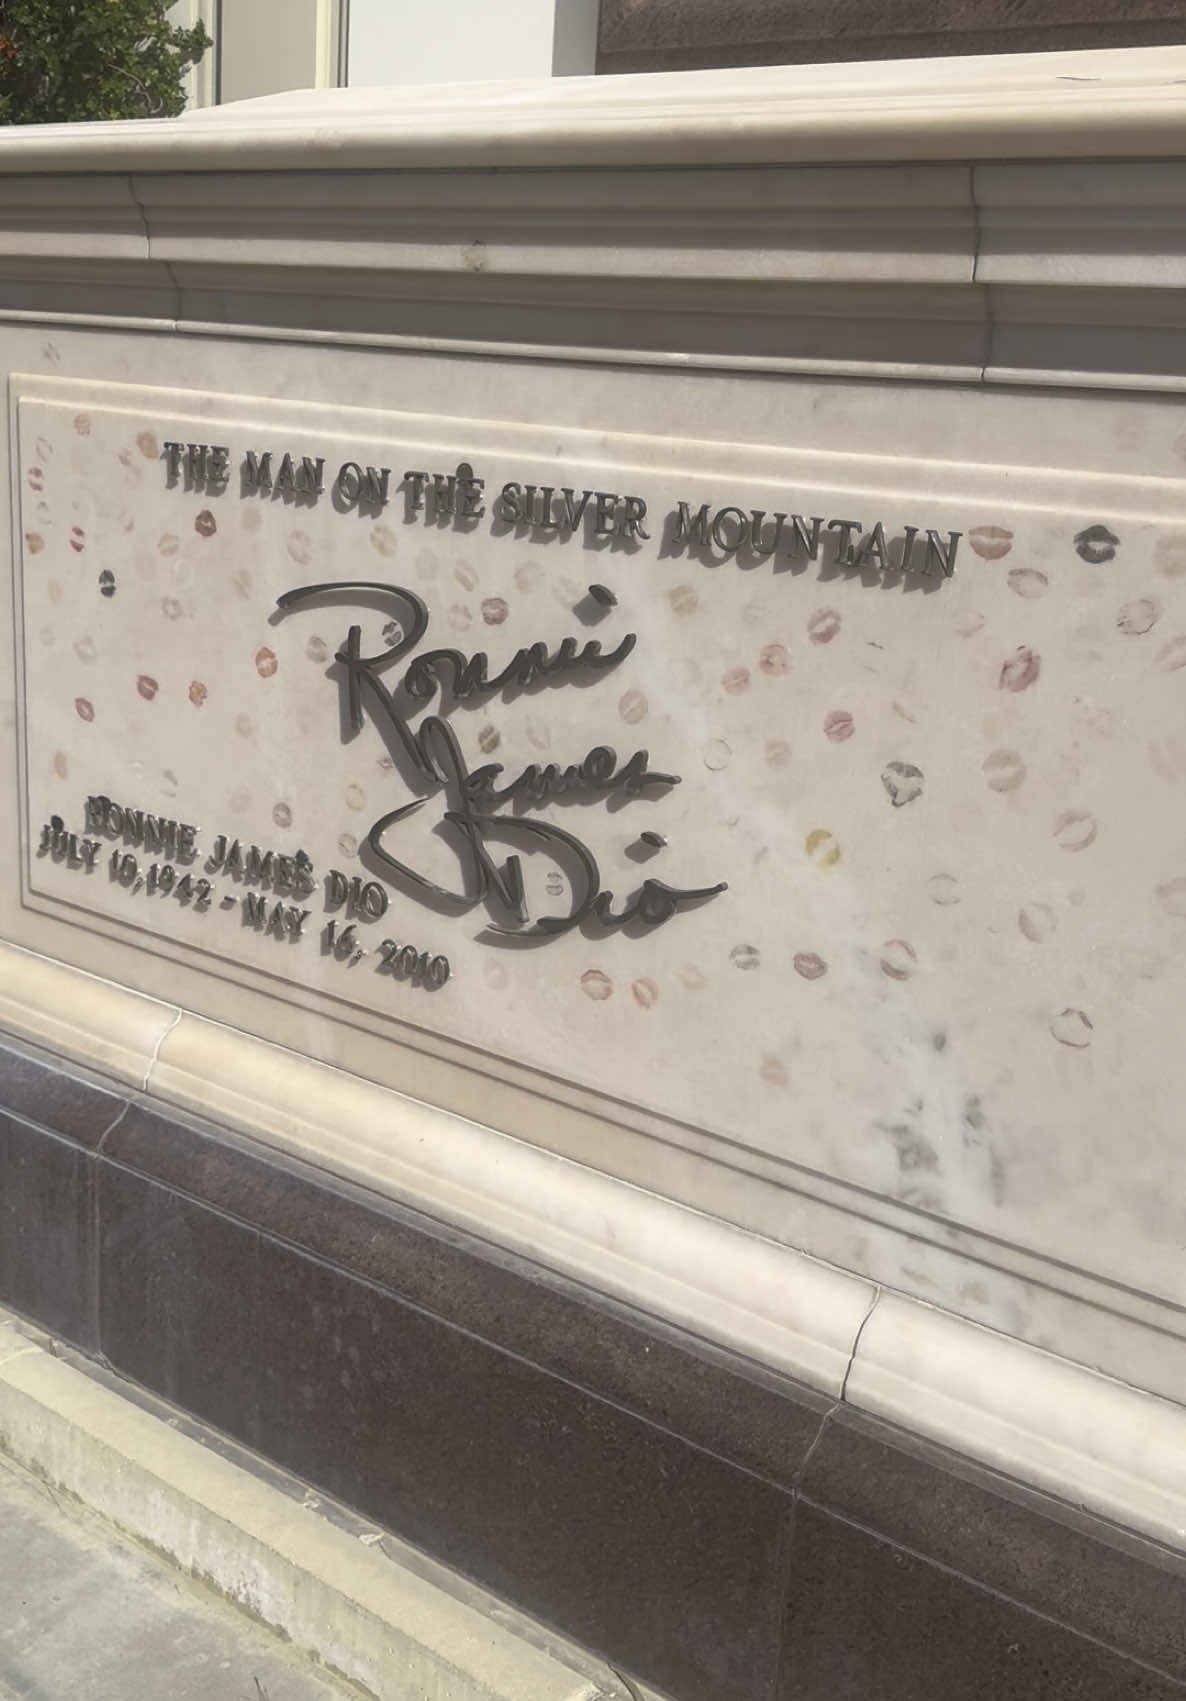 THE MAN ON THE SILVER MOUNTAIN
Ronnie
James
Dio
RONNIE JAMES DIO
JULY 10, 1942 - MAY 16, 2010